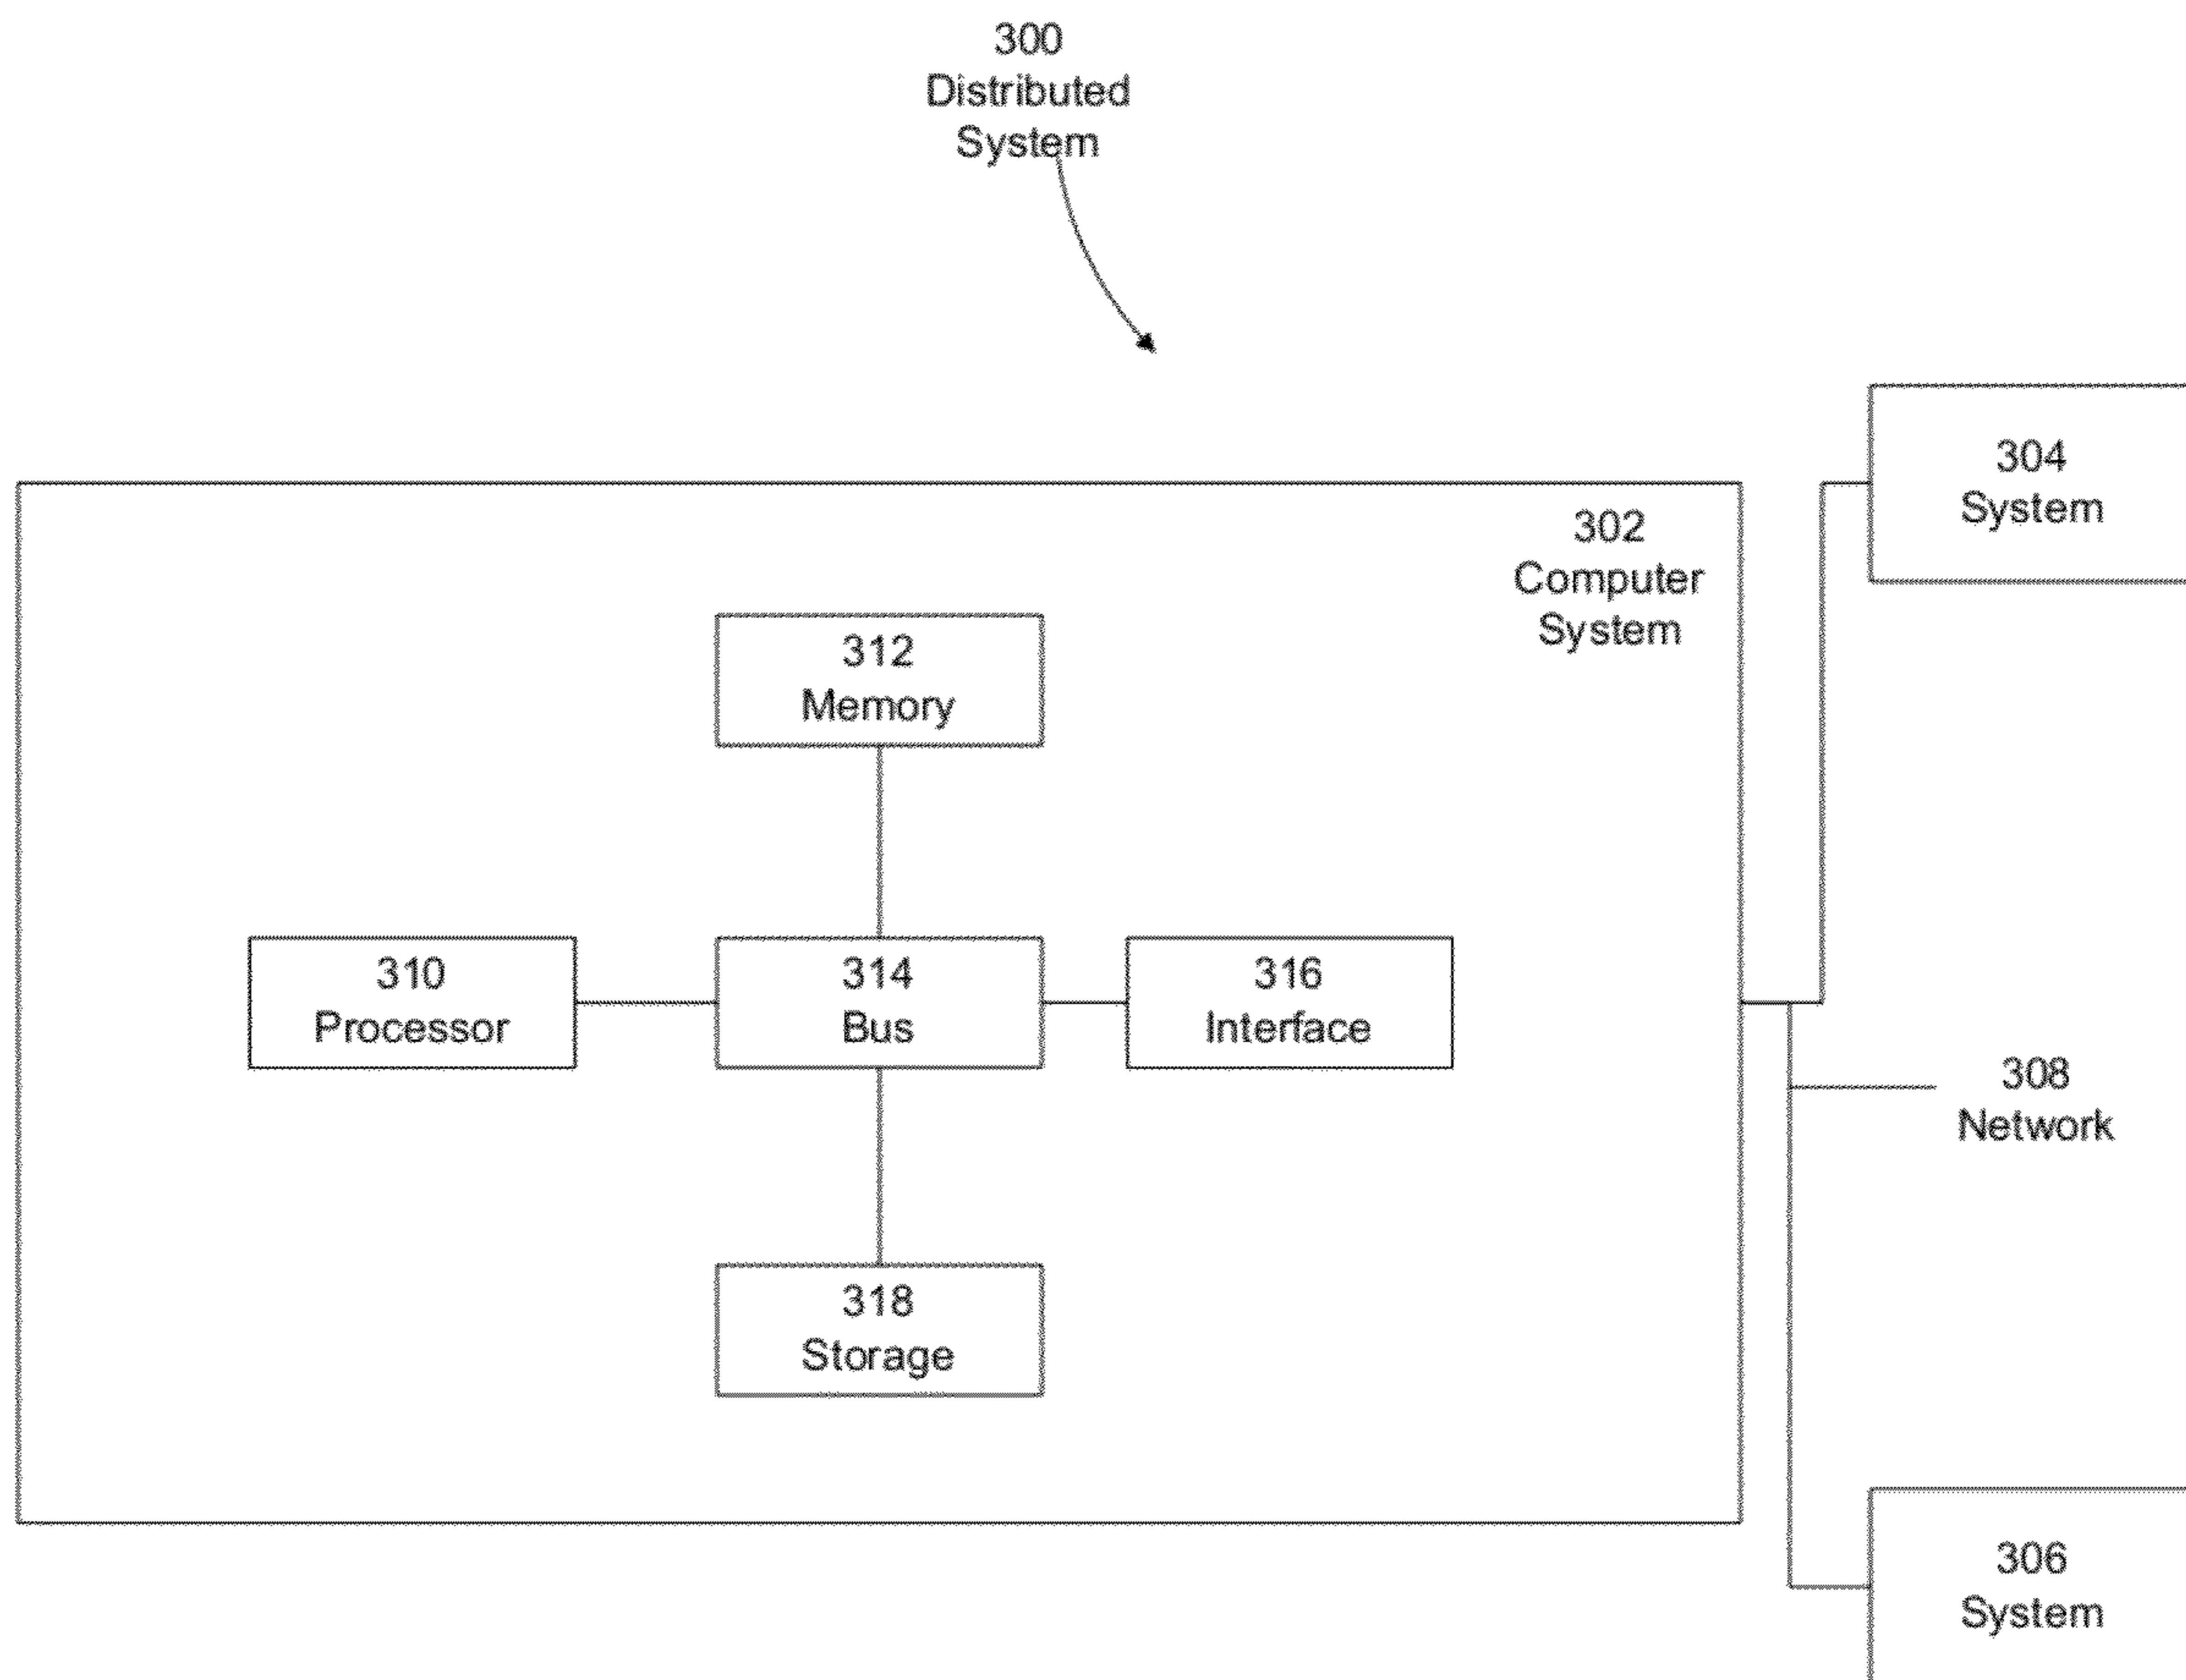 300
Distributed
System
304
System
302
Computer
System
312
Memory
310
Processor
314
Bus
316
Interface
308
Network
318
Storage
306
System